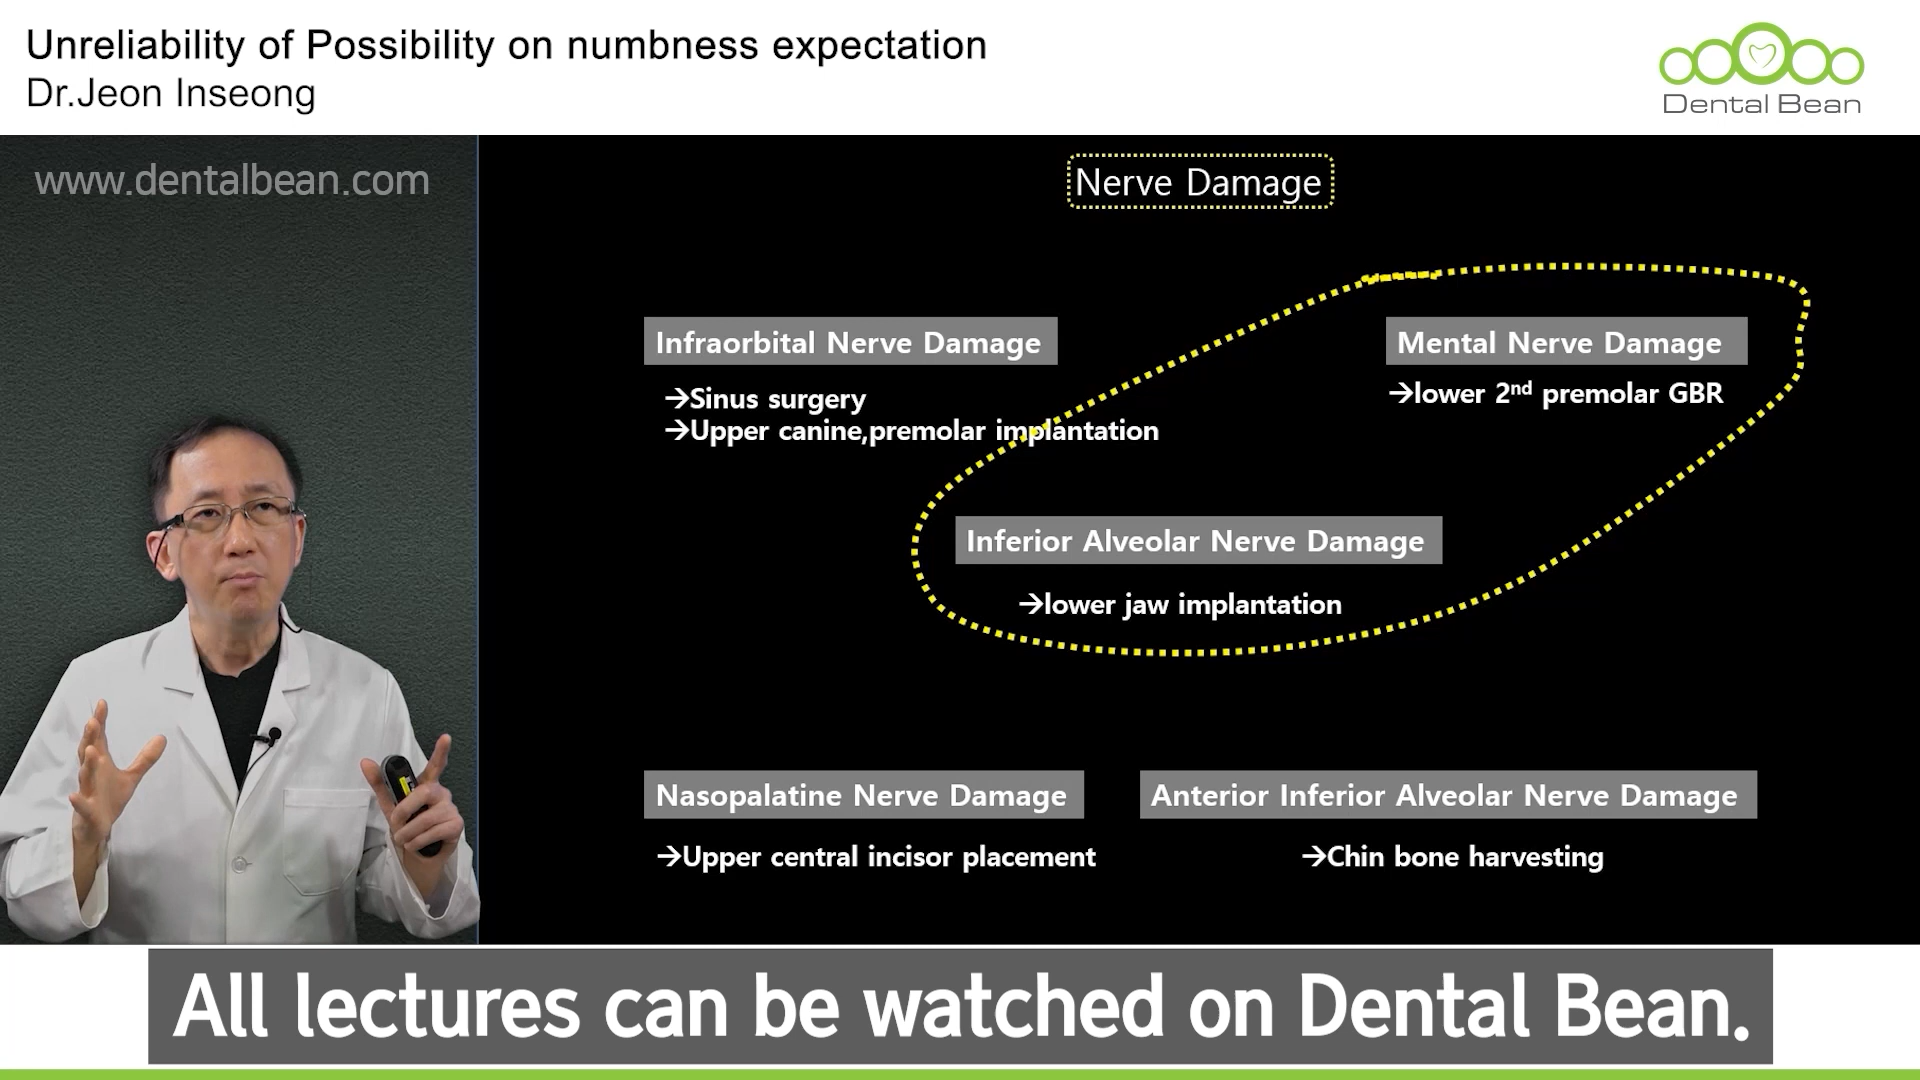 Unreliability of Possibility on numbness expectation
Dr.Jeon Inseong
Dental Bean
www.dentalbean.com
Nerve Damage
Infraorbital Nerve Damage
→Sinus surgery
→Upper canine,premolar implantation
Mental Nerve Damage
→lower 2nd premolar GBR
Inferior Alveolar Nerve Damage
→lower jaw implantation
Nasopalatine Nerve Damage
→Upper central incisor placement
Anterior Inferior Alveolar Nerve Damage
→Chin bone harvesting
All lectures can be watched on Dental Bean.